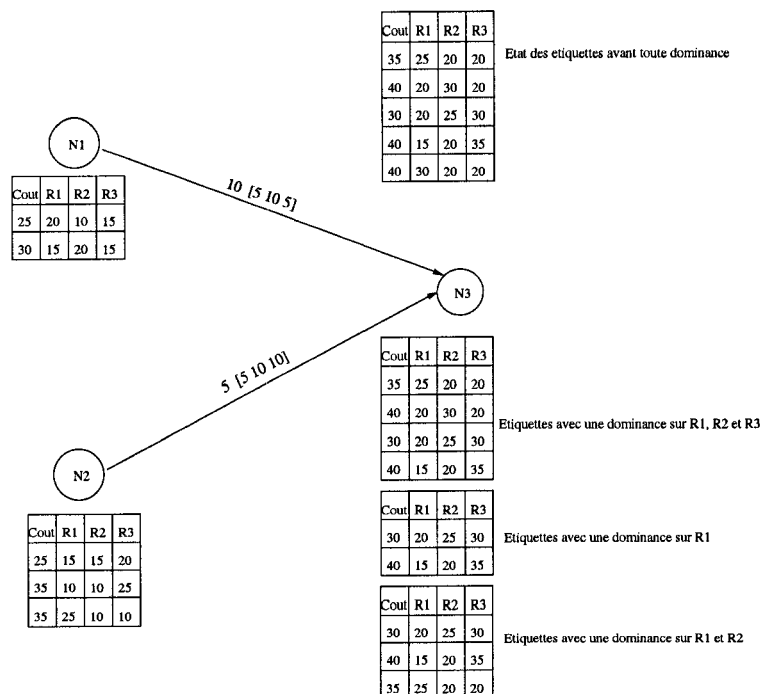 Cout R1 R2 R3
35 25 20 20
40 20 30 20
30 20 25 30
40 15 20 35
40 30 20 20
Etat des etiquettes avant toute dominance
N1
Cout R1 R2 R3
25 20 10 15
30 15 20 15
10 [5 10 5]
N3
5 [5 10 10]
Cout R1 R2 R3
35 25 20 20
40 20 30 20
30 20 25 30
40 15 20 35
Etiquettes avec une dominance sur R1, R2 et R3
N2
Cout R1 R2 R3
25 15 15 20
35 10 10 25
35 25 10 10
Cout R1 R2 R3
30 20 25 30
40 15 20 35
Etiquettes avec une dominance sur R1
Cout R1 R2 R3
30 20 25 30
40 15 20 35
35 25 20 20
Etiquettes avec une dominance sur R1 et R2